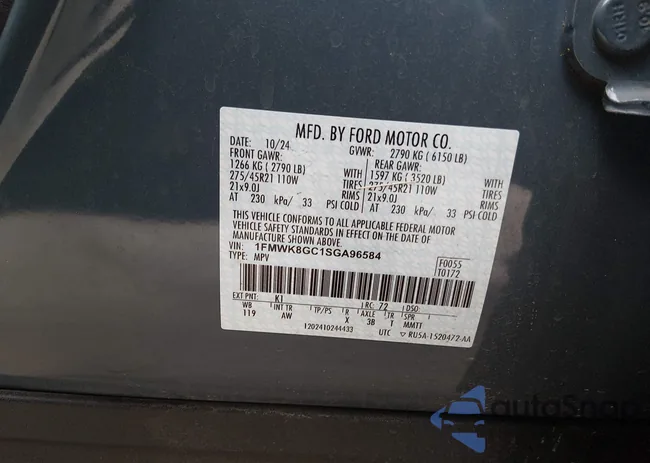 MFD. BY FORD MOTOR CO.
DATE: 10/24 GVWR: 2790 KG ( 6150 LB)
FRONT GAWR: REAR GAWR:
1266 KG ( 2790 LB) WITH 1597 KG ( 3520 LB) WITH
275/45R21 110W TIRES 275/45R21 110W TIRES
21x9.0J RIMS 21x9.0J RIMS
AT 230 kPa/ 33 PSI COLD AT 230 kPa/ 33 PSI COLD
THIS VEHICLE CONFORMS TO ALL APPLICABLE FEDERAL MOTOR
VEHICLE SAFETY STANDARDS IN EFFECT ON THE DATE OF
MANUFACTURE SHOWN ABOVE.
VIN: 1FMWK8GC1SGA96584
TYPE: MPV
F0055
T0172
EXT PNT: K1 RC: 72 DSO
WB INT TR TP/PS R AXLE TR SPR
119 AW X 3B T MMTT
1202410244433 UTC ▽ RU5A-1520472-AA
autoSnap